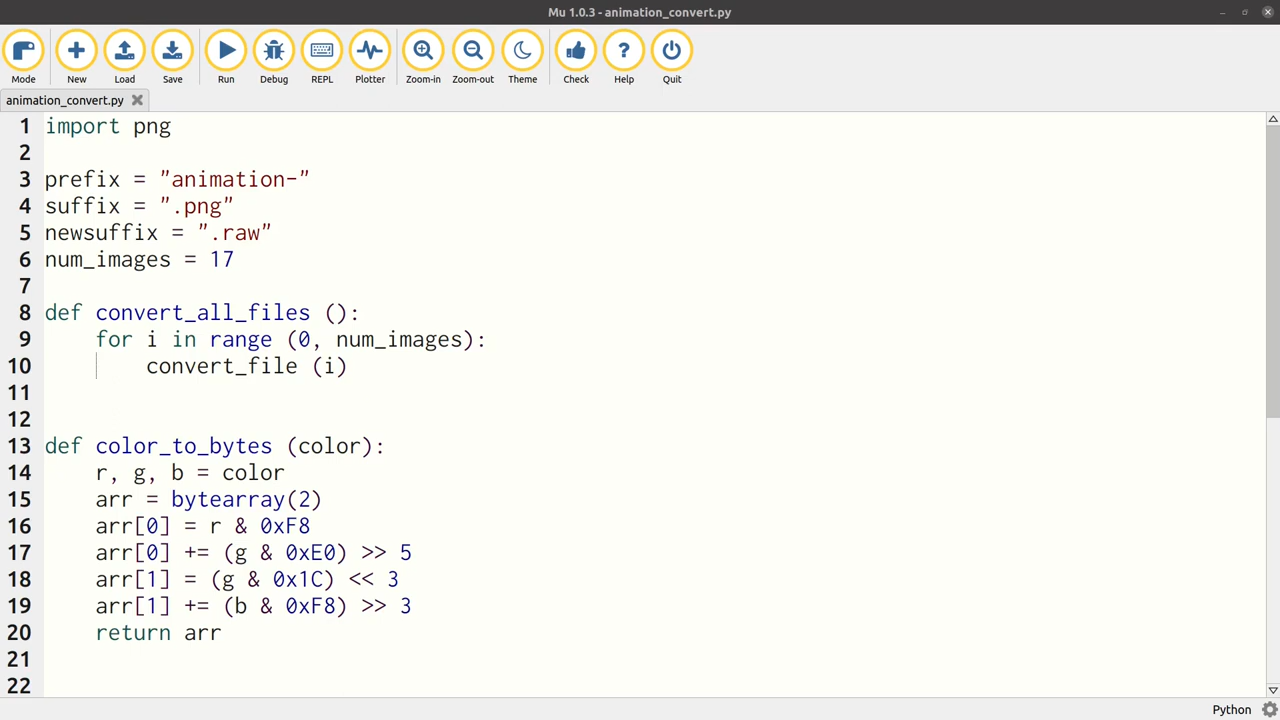 Mu 1.0.3 - animation_convert.py
Mode New Load Save Run Debug REPL Plotter Zoom-in Zoom-out Theme Check Help Quit
animation_convert.py
1 import png
2
3 prefix = "animation-"
4 suffix = ".png"
5 newsuffix = ".raw"
6 num_images = 17
7
8 def convert_all_files ():
9     for i in range (0, num_images):
10         convert_file (i)
11
12
13 def color_to_bytes (color):
14     r, g, b = color
15     arr = bytearray(2)
16     arr[0] = r & 0xF8
17     arr[0] += (g & 0xE0) >> 5
18     arr[1] = (g & 0x1C) << 3
19     arr[1] += (b & 0xF8) >> 3
20     return arr
21
22
Python